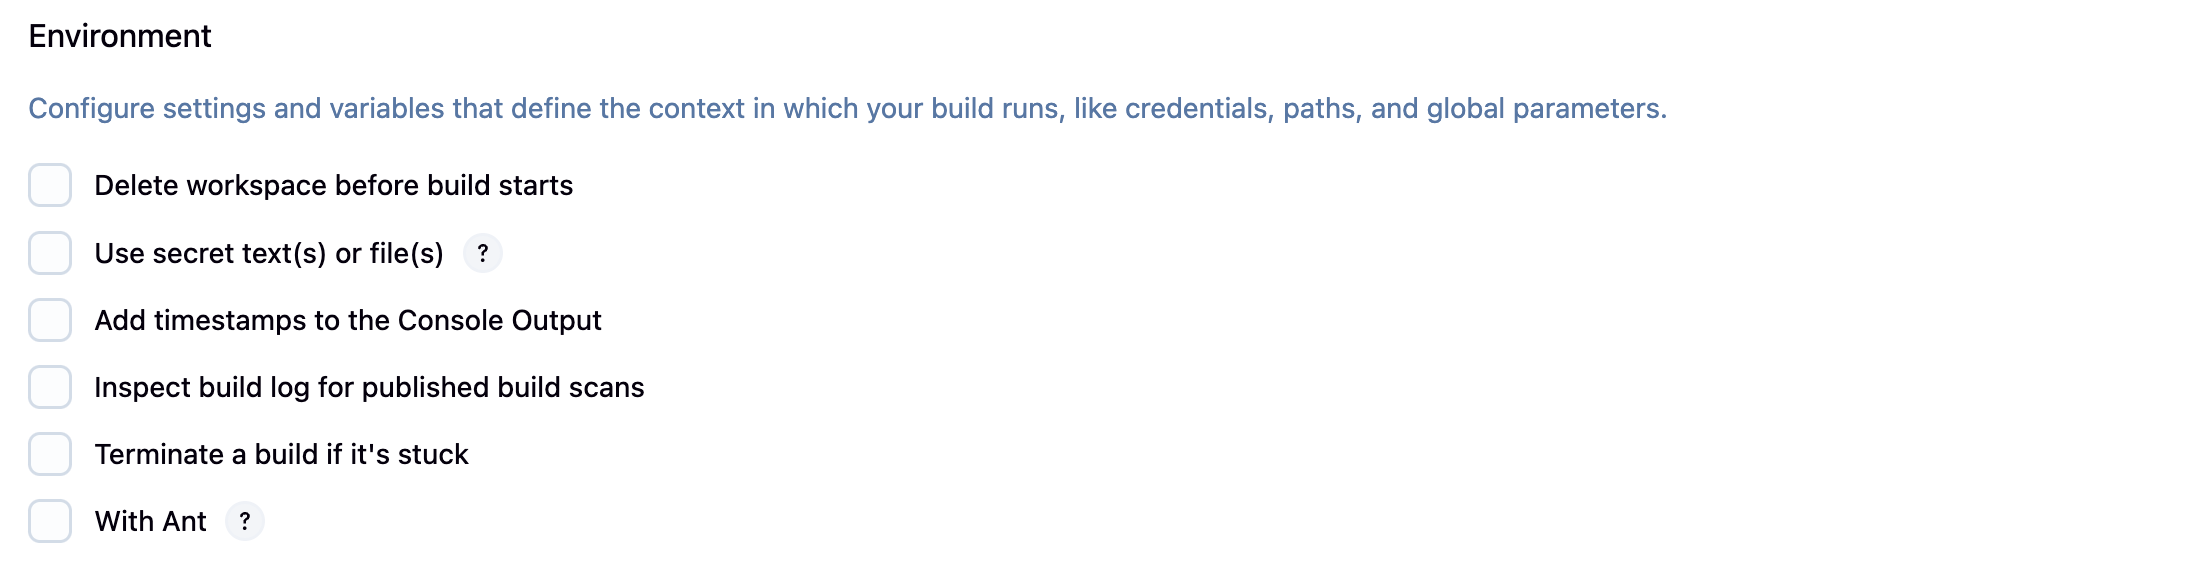 Environment
Configure settings and variables that define the context in which your build runs, like credentials, paths, and global parameters.
Delete workspace before build starts
Use secret text(s) or file(s) ?
Add timestamps to the Console Output
Inspect build log for published build scans
Terminate a build if it's stuck
With Ant ?